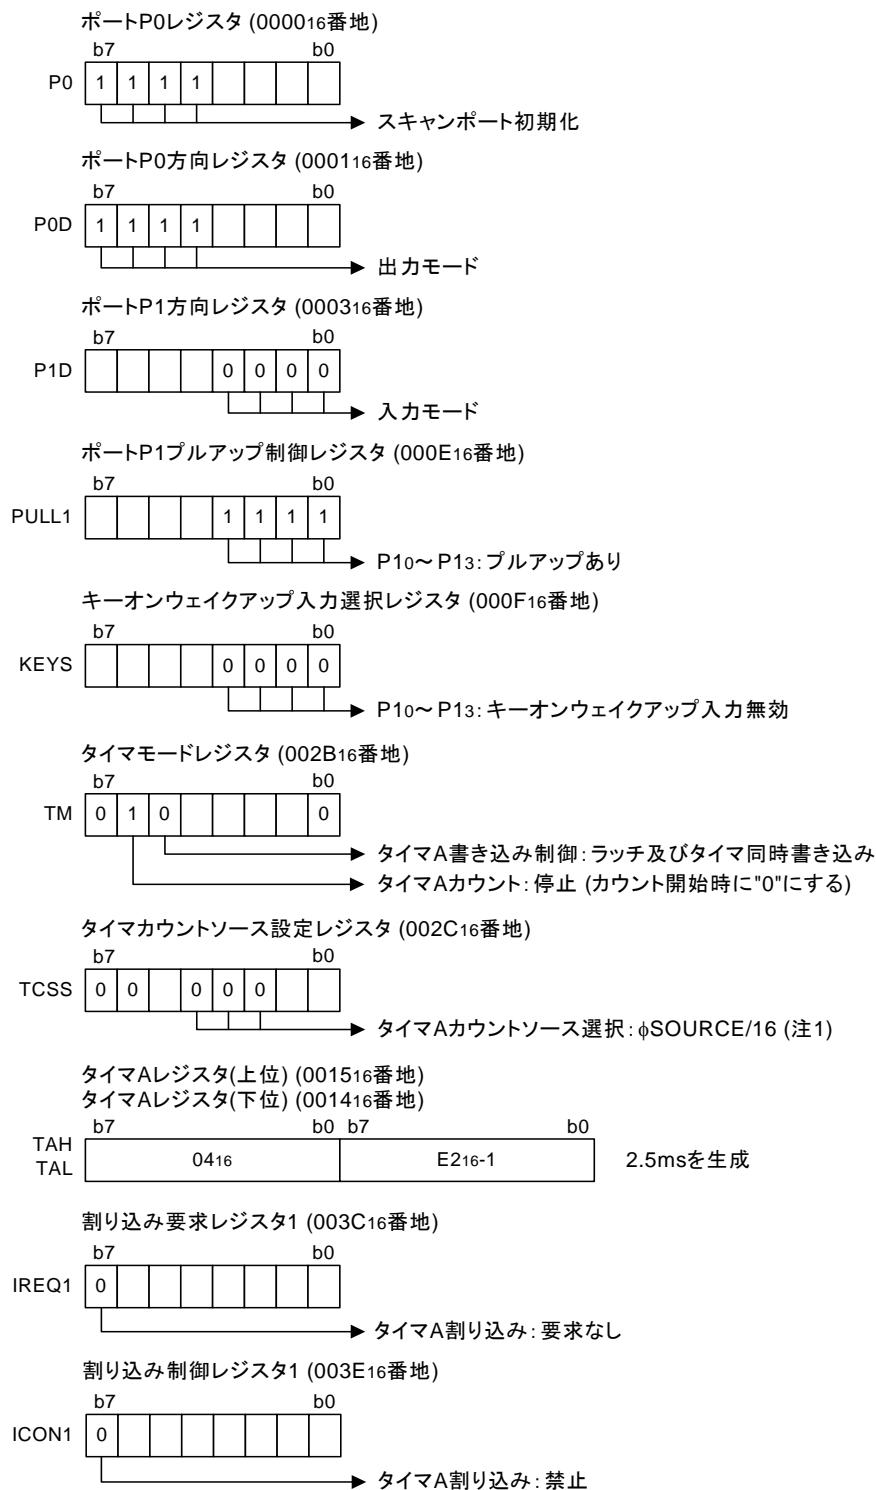 ポートP0レジスタ (000016番地)
b7 b0
P0 1 1 1 1
スキャンポート初期化
ポートP0方向レジスタ (000116番地)
b7 b0
P0D 1 1 1 1
出力モード
ポートP1方向レジスタ (000316番地)
b7 b0
P1D 0 0 0 0
入力モード
ポートP1プルアップ制御レジスタ (000E16番地)
b7 b0
PULL1 1 1 1 1
P10～P13:プルアップあり
キーオンウェイクアップ入力選択レジスタ (000F16番地)
b7 b0
KEYS 0 0 0 0
P10～P13:キーオンウェイクアップ入力無効
タイマモードレジスタ (002B16番地)
b7 b0
TM 0 1 0 0
タイマA書き込み制御:ラッチ及びタイマ同時書き込み
タイマAカウント:停止 (カウント開始時に"0"にする)
タイマカウントソース設定レジスタ (002C16番地)
b7 b0
TCSS 0 0 0 0 0
タイマAカウントソース選択:φSOURCE/16 (注1)
タイマAレジスタ(上位) (001516番地)
タイマAレジスタ(下位) (001416番地)
b7 b0 b7 b0
TAH
TAL 0416 E216-1 2.5msを生成
割り込み要求レジスタ1 (003C16番地)
b7 b0
IREQ1 0
タイマA割り込み:要求なし
割り込み制御レジスタ1 (003E16番地)
b7 b0
ICON1 0
タイマA割り込み:禁止